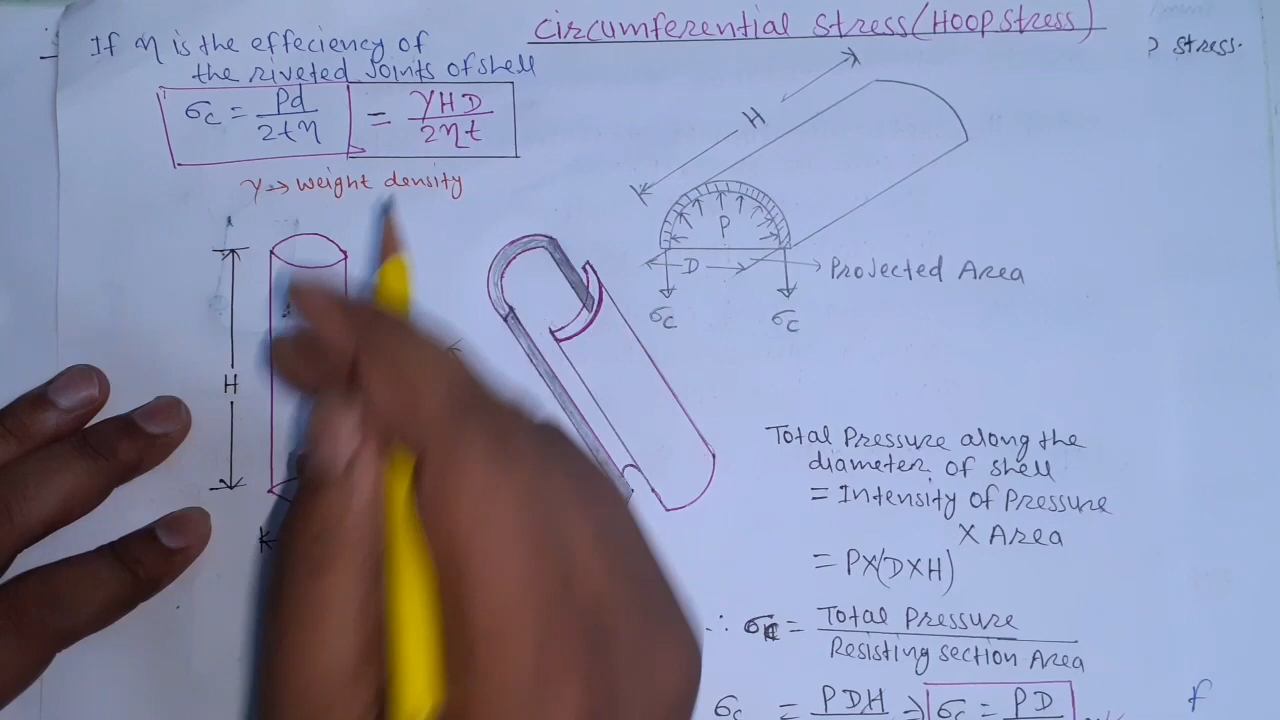 Circumferential Stress (Hoop Stress)
If η is the effeciency of
the riveted joints of shell
σc = Pd / 2tη = γHD / 2ηt
γ → weight density
? stress.
H
P
D
Projected Area
σc
σc
H
Total Pressure along the
diameter of shell
= Intensity of Pressure
X Area
= PX(DXH)
∴ σc = Total Pressure / Resisting section Area
σc = PDH ⇒ σc = PD